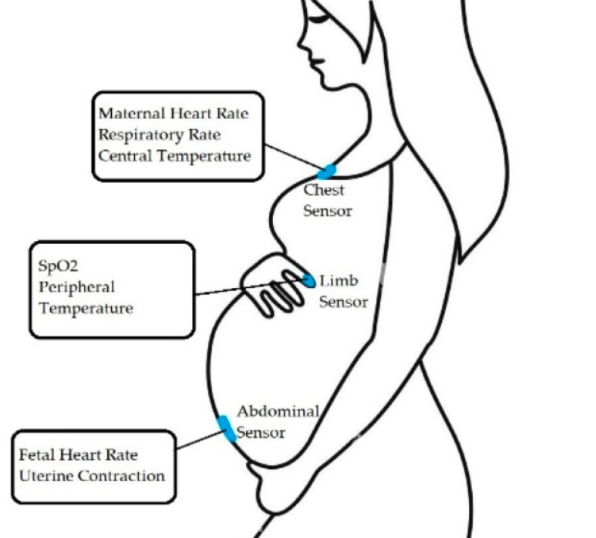 Maternal Heart Rate
Respiratory Rate
Central Temperature
Chest
Sensor
SpO2
Peripheral
Temperature
Limb
Sensor
Abdominal
Sensor
Fetal Heart Rate
Uterine Contraction